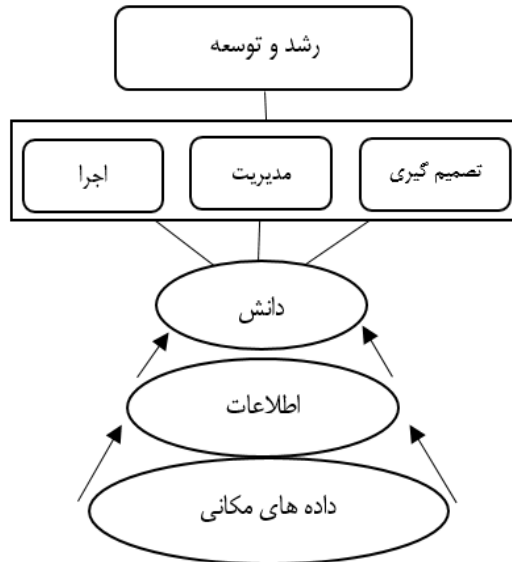 رشد و توسعه
تصمیم گیری
مدیریت
اجرا
دانش
اطلاعات
داده های مکانی